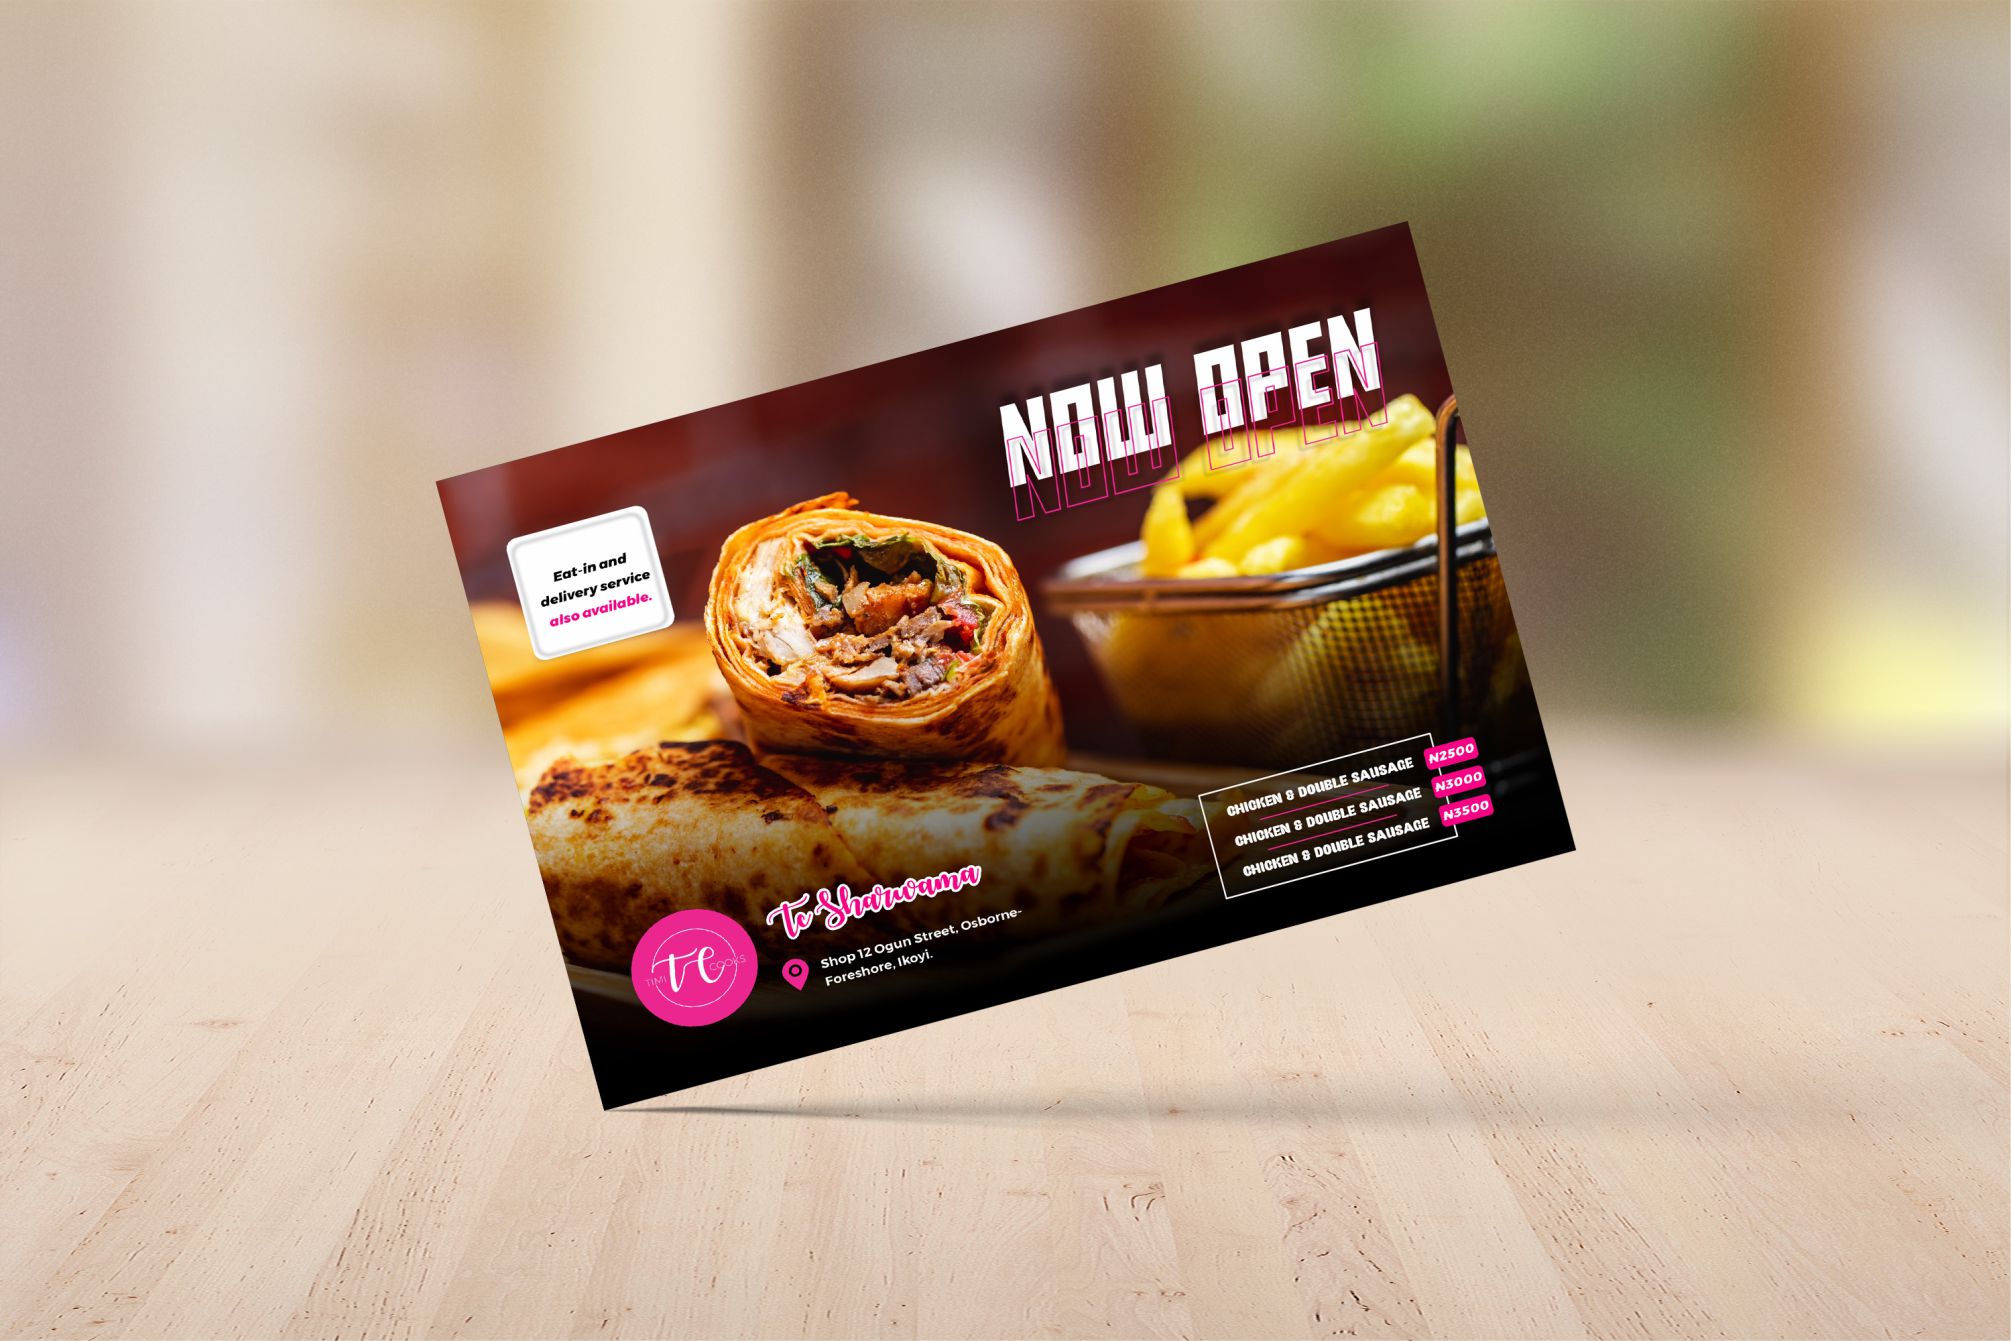 NOW OPEN
NOW OPEN
Eat-in and
delivery service
also available.
CHICKEN & DOUBLE SAUSAGE N2500
CHICKEN & DOUBLE SAUSAGE N3000
CHICKEN & DOUBLE SAUSAGE N3500
Tc Sharwama
Shop 12 Ogun Street, Osborne-
Foreshore, Ikoyi.
TIMI tc COOKS